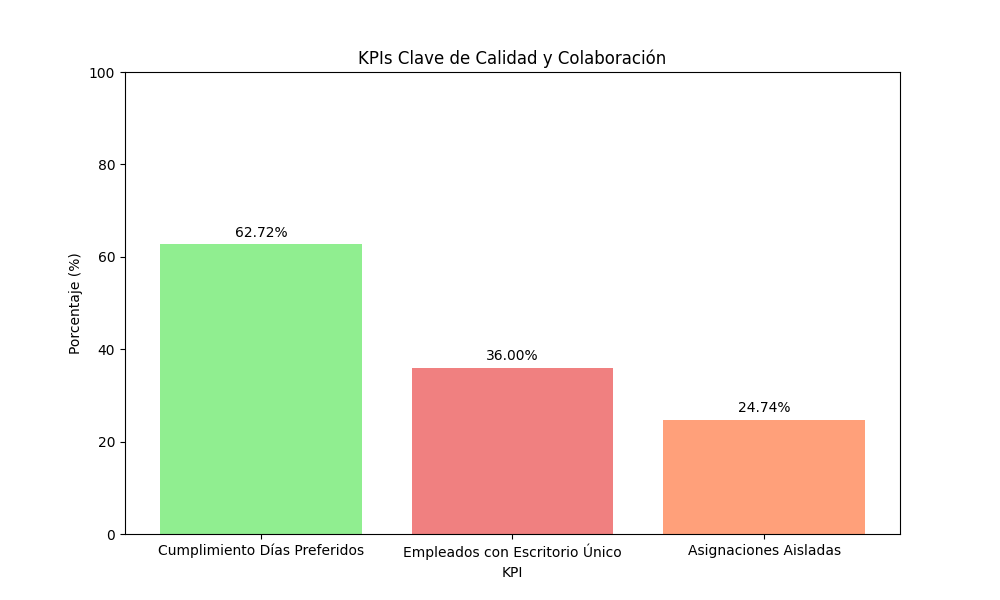 KPIs Clave de Calidad y Colaboración
Porcentaje (%)
100
80
60
40
20
0
62.72%
36.00%
24.74%
Cumplimiento Días Preferidos
Empleados con Escritorio Único
Asignaciones Aisladas
KPI